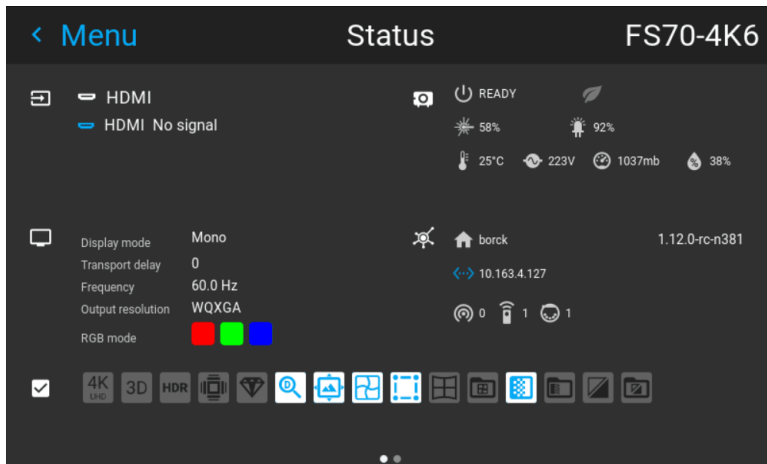 Menu
Status
FS70-4K6
HDMI
HDMI No signal
READY
58%
92%
25°C
223V
1037mb
%
38%
Display mode
Mono
Transport delay
0
Frequency
60.0 Hz
Output resolution
WQXGA
RGB mode
borck
1.12.0-rc-n381
10.163.4.127
0
1
1
4K
UHD
3D
HDR
D